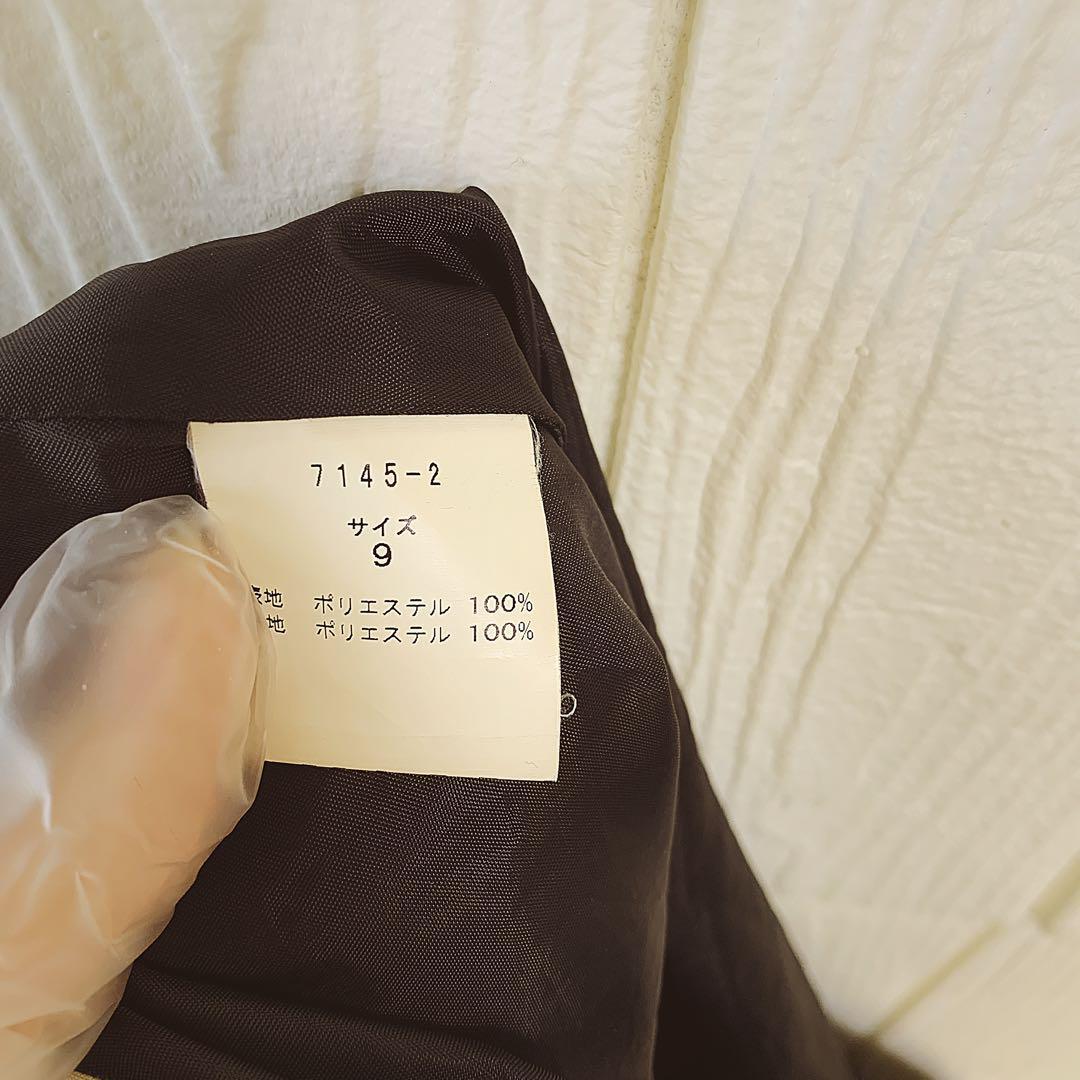 7145-2
サイズ
9
表地 ポリエステル 100%
地 ポリエステル 100%